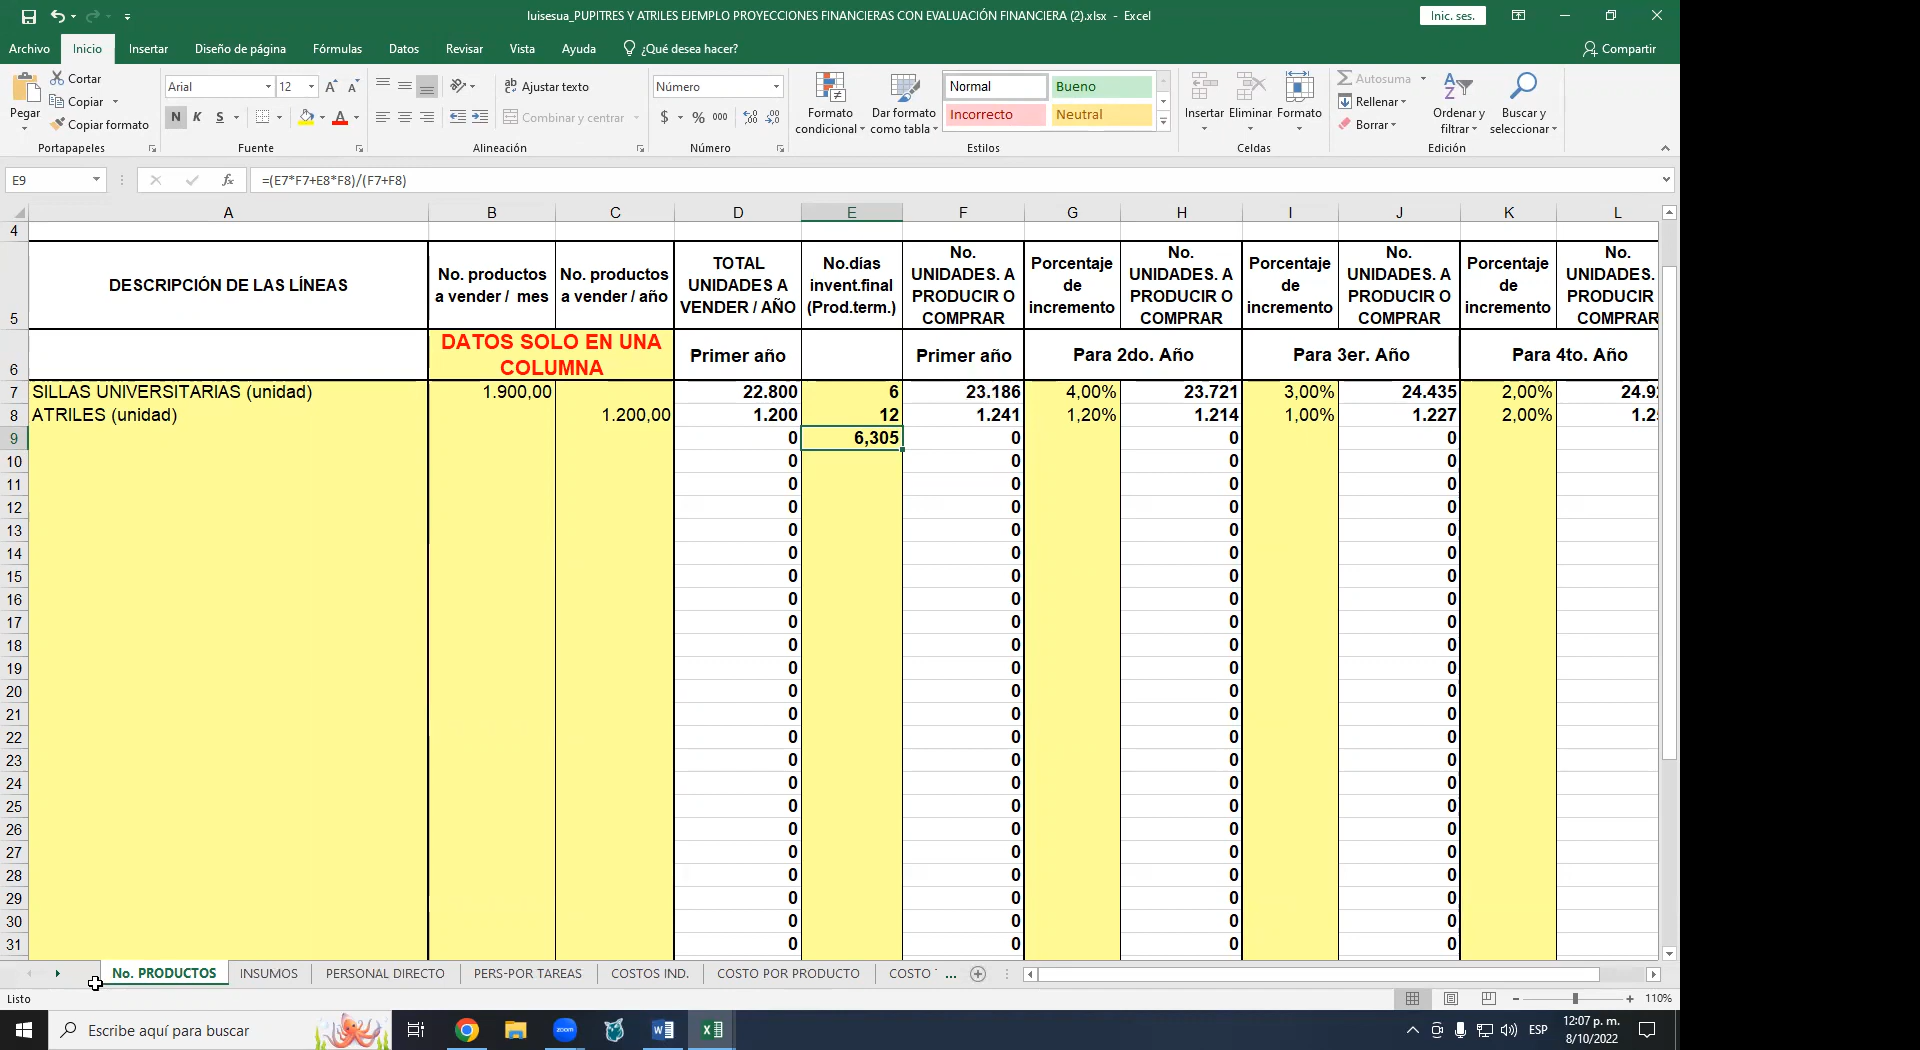 luisesua_PUPITRES Y ATRILES EJEMPLO PROYECCIONES FINANCIERAS CON EVALUACIÓN FINANCIERA (2).xlsx - Excel
Inic. ses.
Archivo Inicio Insertar Diseño de página Fórmulas Datos Revisar Vista Ayuda ¿Qué desea hacer? Compartir
Pegar
Cortar
Copiar
Copiar formato
Portapapeles
Arial 12
N K S
Fuente
Ajustar texto
Combinar y centrar
Alineación
Número
$ % 000
Número
Formato condicional
Dar formato como tabla
Normal Bueno
Incorrecto Neutral
Estilos
Insertar Eliminar Formato
Celdas
Autosuma
Rellenar
Borrar
Ordenar y filtrar
Buscar y seleccionar
Edición
E9 fx =(E7*F7+E8*F8)/(F7+F8)
A B C D E F G H I J K L
4
5 DESCRIPCIÓN DE LAS LÍNEAS
No. productos a vender / mes
No. productos a vender / año
TOTAL UNIDADES A VENDER / AÑO
No.días invent.final (Prod.term.)
No. UNIDADES. A PRODUCIR O COMPRAR
Porcentaje de incremento
No. UNIDADES. A PRODUCIR O COMPRAR
Porcentaje de incremento
No. UNIDADES. A PRODUCIR O COMPRAR
Porcentaje de incremento
No. UNIDADES. PRODUCIR COMPRAR
6 DATOS SOLO EN UNA COLUMNA Primer año Primer año Para 2do. Año Para 3er. Año Para 4to. Año
7 SILLAS UNIVERSITARIAS (unidad) 1.900,00 22.800 6 23.186 4,00% 23.721 3,00% 24.435 2,00% 24.9
8 ATRILES (unidad) 1.200,00 1.200 12 1.241 1,20% 1.214 1,00% 1.227 2,00% 1.2
9 0 6,305 0 0 0
10 0 0 0 0
11 0 0 0 0
12 0 0 0 0
13 0 0 0 0
14 0 0 0 0
15 0 0 0 0
16 0 0 0 0
17 0 0 0 0
18 0 0 0 0
19 0 0 0 0
20 0 0 0 0
21 0 0 0 0
22 0 0 0 0
23 0 0 0 0
24 0 0 0 0
25 0 0 0 0
26 0 0 0 0
27 0 0 0 0
28 0 0 0 0
29 0 0 0 0
30 0 0 0 0
31 0 0 0 0
No. PRODUCTOS INSUMOS PERSONAL DIRECTO PERS-POR TAREAS COSTOS IND. COSTO POR PRODUCTO COSTO ...
Listo 110%
Escribe aquí para buscar zoom ESP 12:07 p. m.
8/10/2022